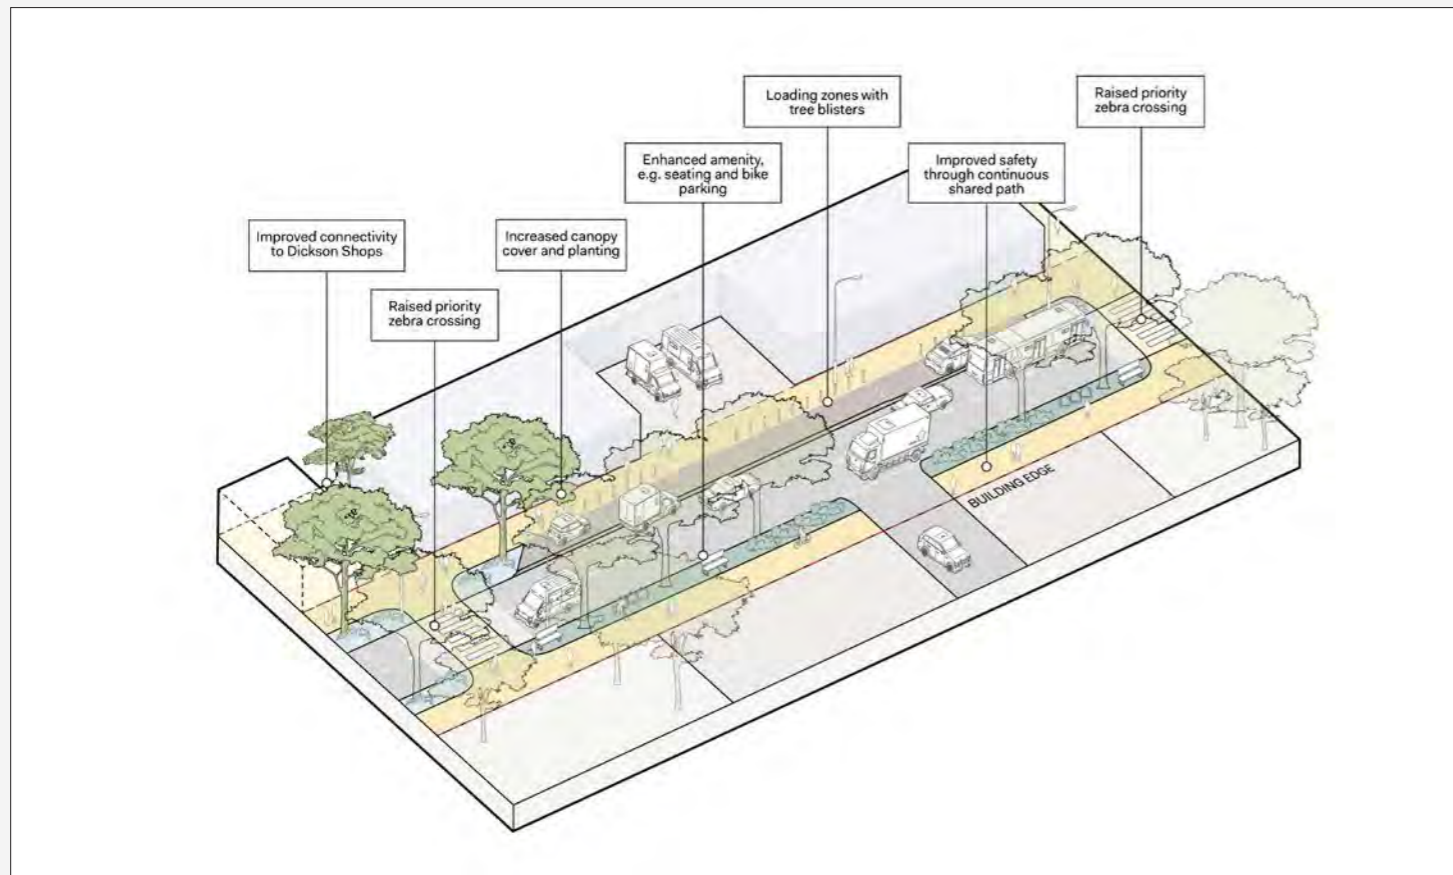 Loading zones with
tree blisters
Raised priority
zebra crossing
Enhanced amenity,
e.g. seating and bike
parking
Improved safety
through continuous
shared path
Improved connectivity
to Dickson Shops
Increased canopy
cover and planting
Raised priority
zebra crossing
BUILDING EDGE